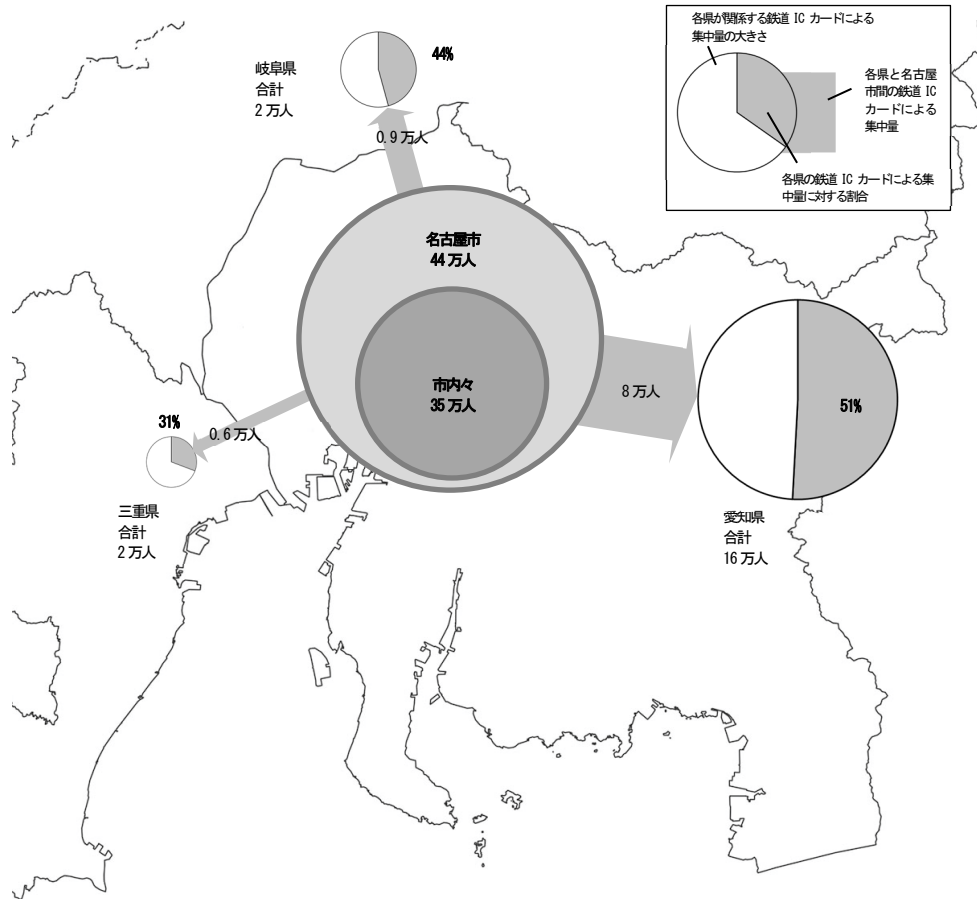 各県が関係する鉄道 IC カードによる
集中量の大きさ
各県と名古屋
市間の鉄道 IC
カードによる
集中量
各県の鉄道 IC カードによる集
中量に対する割合
岐阜県
合計
2 万人
44%
0.9 万人
名古屋市
44 万人
市内々
35 万人
8 万人
51%
愛知県
合計
16 万人
31%
0.6 万人
三重県
合計
2 万人